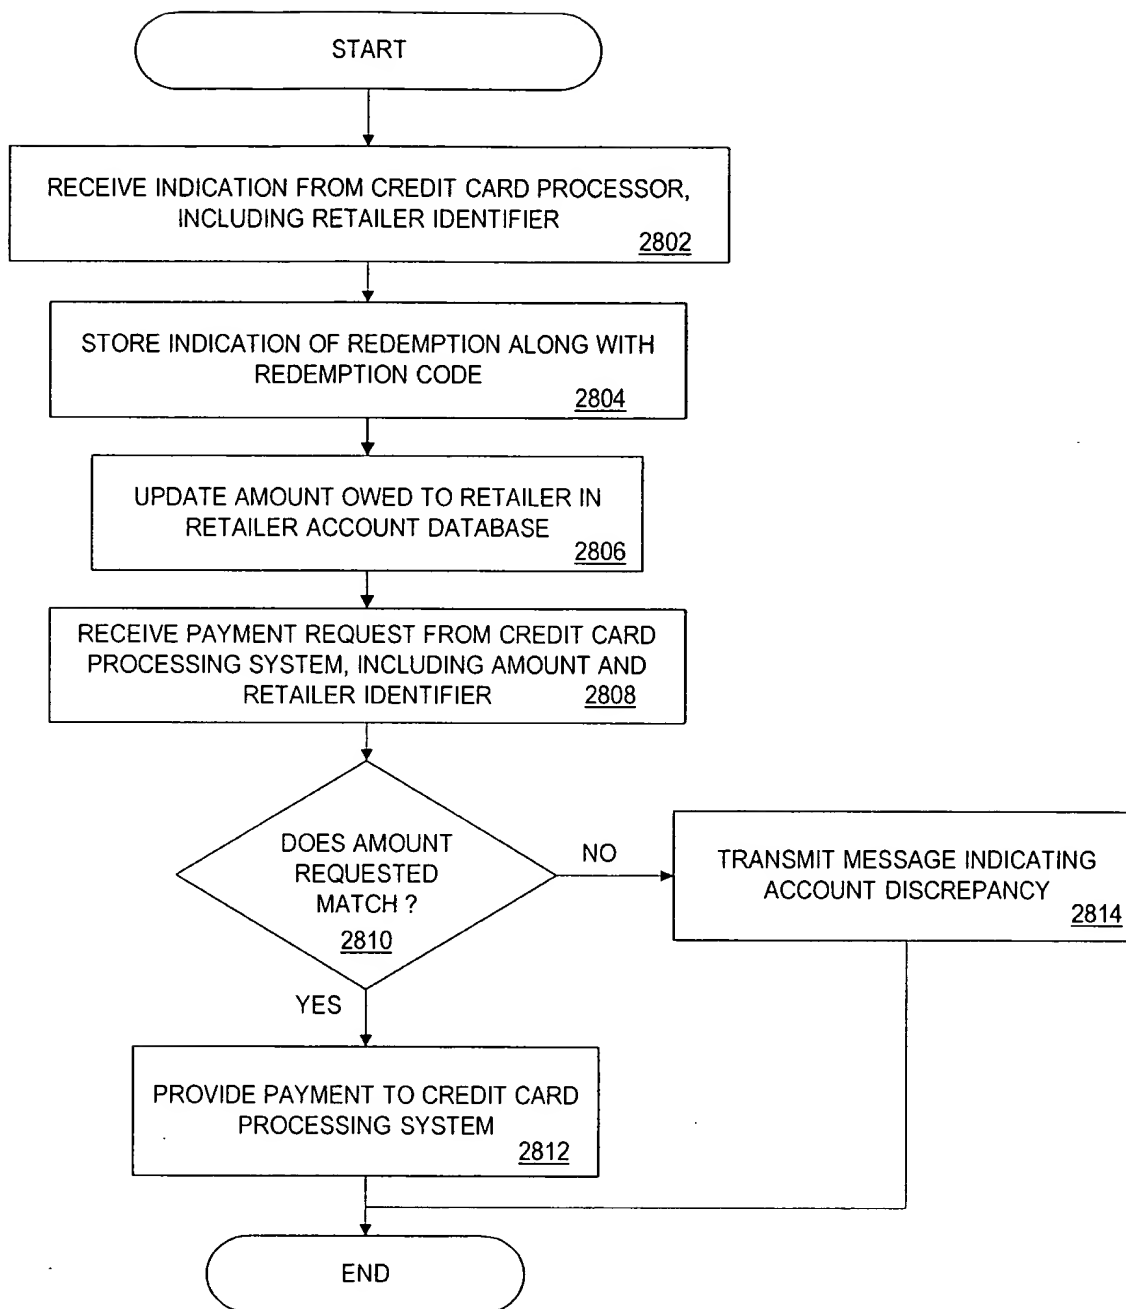 START
RECEIVE INDICATION FROM CREDIT CARD PROCESSOR,
INCLUDING RETAILER IDENTIFIER
2802
STORE INDICATION OF REDEMPTION ALONG WITH
REDEMPTION CODE
2804
UPDATE AMOUNT OWED TO RETAILER IN
RETAILER ACCOUNT DATABASE
2806
RECEIVE PAYMENT REQUEST FROM CREDIT CARD
PROCESSING SYSTEM, INCLUDING AMOUNT AND
RETAILER IDENTIFIER 2808
DOES AMOUNT
REQUESTED
MATCH ?
2810
NO
TRANSMIT MESSAGE INDICATING
ACCOUNT DISCREPANCY
2814
YES
PROVIDE PAYMENT TO CREDIT CARD
PROCESSING SYSTEM
2812
END